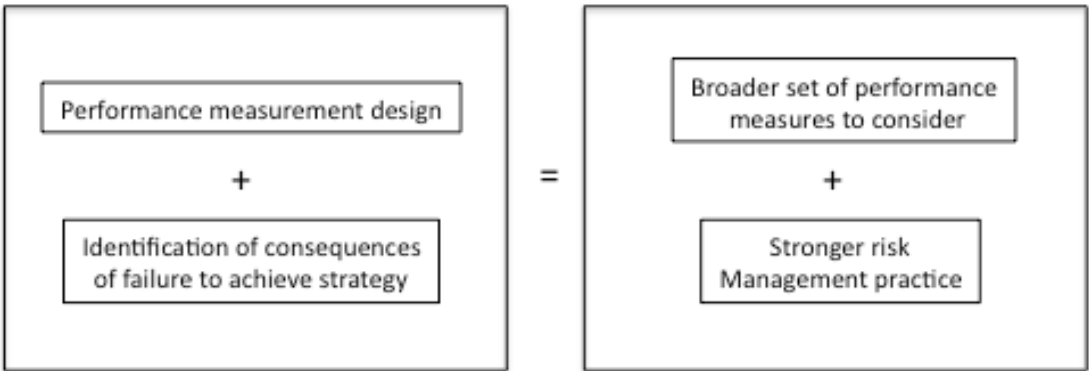 Performance measurement design
+
Identification of consequences
of failure to achieve strategy
=
Broader set of performance
measures to consider
+
Stronger risk
Management practice